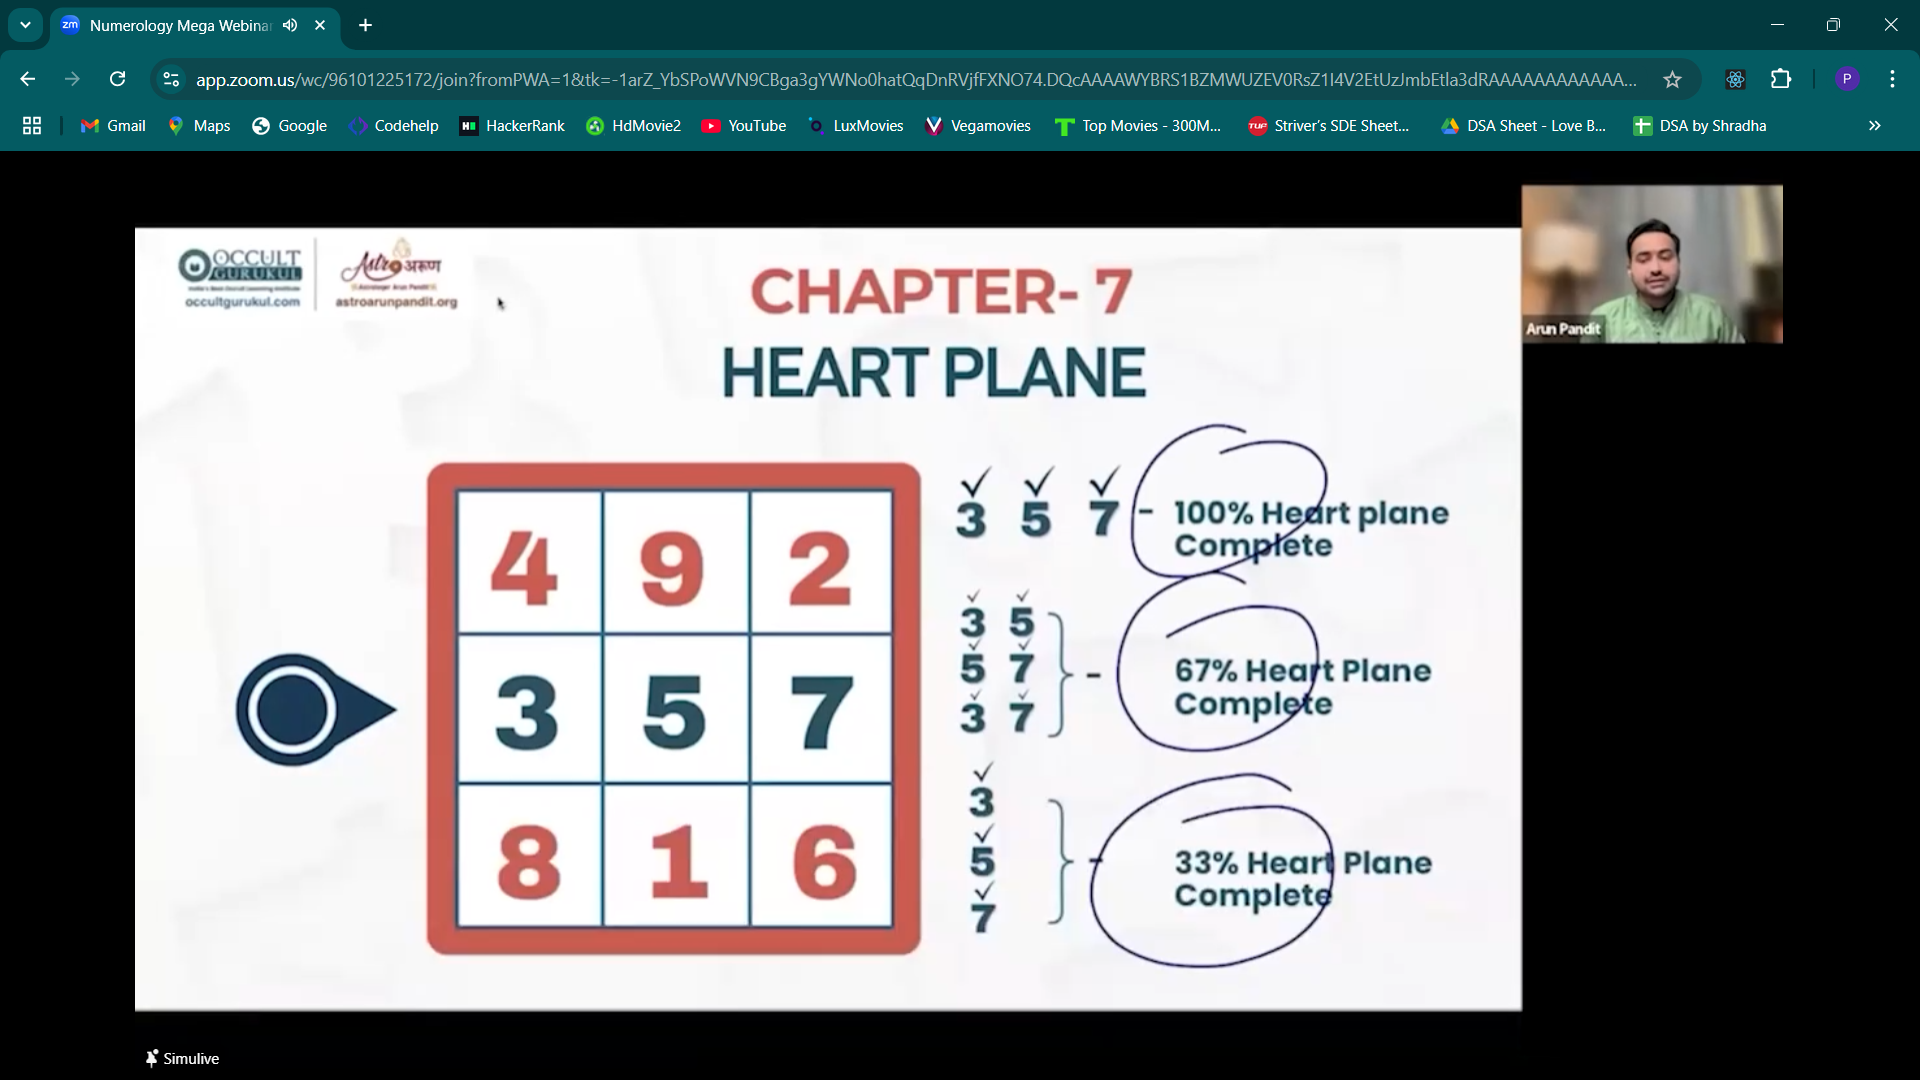 Numerology Mega Webina
app.zoom.us/wc/96101225172/join?fromPWA=1&tk=-1arZ_YbSPoWVN9CBga3gYWNo0hatQqDnRVjfFXNO74.DQcAAAAWYBRS1BZMWUZEV0RsZ1I4V2EtUzJmbEtla3dRAAAAAAAAAAAA...
P
Gmail
Maps
Google
Codehelp
HackerRank
HdMovie2
YouTube
LuxMovies
Vegamovies
Top Movies - 300M...
Striver's SDE Sheet...
DSA Sheet - Love B...
DSA by Shradha
OCCULT
GURUKUL
occultgurukul.com
Astro अरुण
Astrologer Arun Pandit
astroarunpandit.org
CHAPTER- 7
HEART PLANE
Arun Pandit
4 9 2
3 5 7
8 1 6
3 5 7 - 100% Heart plane
Complete
3 5
5 7
3 7
- 67% Heart Plane
Complete
3
5
7
- 33% Heart Plane
Complete
Simulive